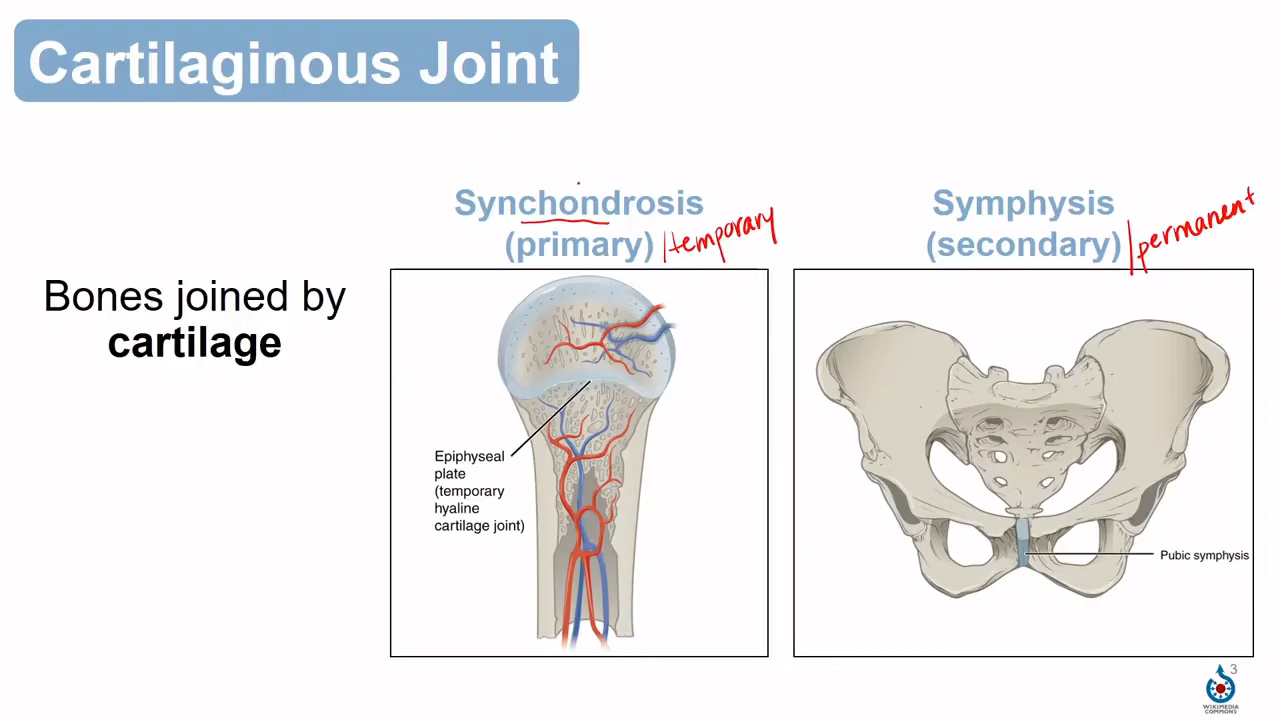 Cartilaginous Joint
Synchondrosis
(primary) / temporary
Symphysis
(secondary) / permanent
Bones joined by
cartilage
Epiphyseal
plate
(temporary
hyaline
cartilage joint)
Pubic symphysis
3
WIKIMEDIA
COMMONS